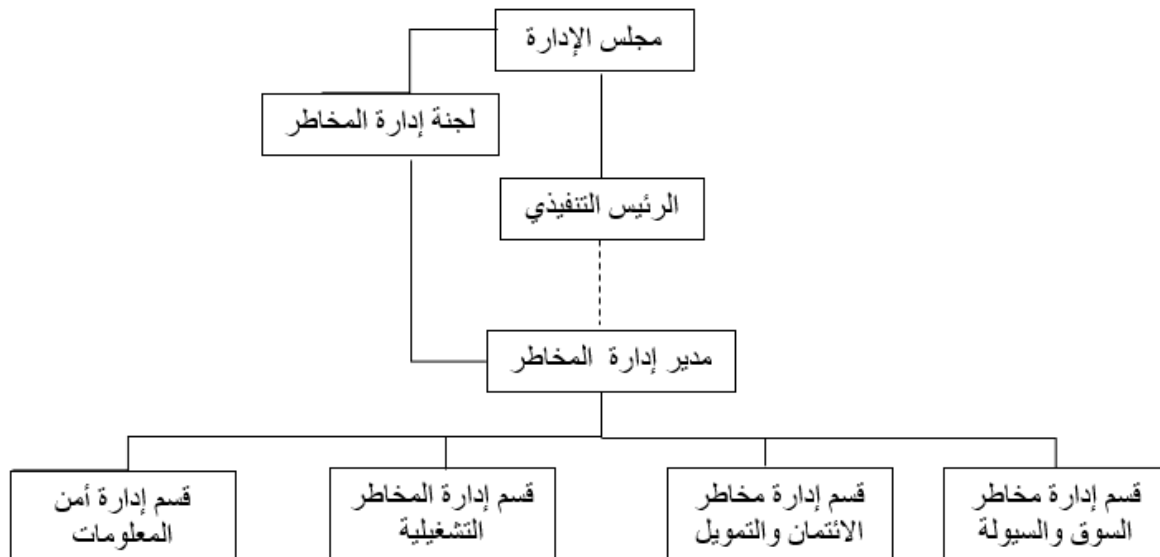 مجلس الإدارة
لجنة إدارة المخاطر
الرئيس التنفيذي
مدير إدارة المخاطر
قسم إدارة مخاطر
السوق والسيولة
قسم إدارة مخاطر
الائتمان والتمويل
قسم إدارة المخاطر
التشغيلية
قسم إدارة أمن
المعلومات